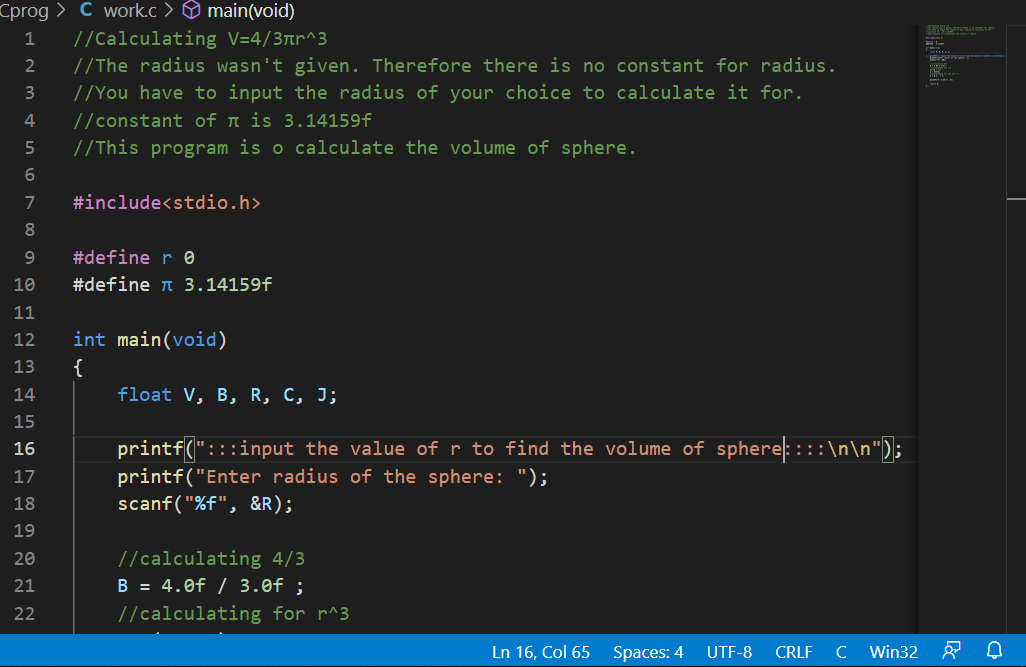 Cprog > C work.c > main(void)
1 //Calculating V=4/3πr^3
2 //The radius wasn't given. Therefore there is no constant for radius.
3 //You have to input the radius of your choice to calculate it for.
4 //constant of π is 3.14159f
5 //This program is o calculate the volume of sphere.
6
7 #include<stdio.h>
8
9 #define r 0
10 #define π 3.14159f
11
12 int main(void)
13 {
14 float V, B, R, C, J;
15
16 printf(":::input the value of r to find the volume of sphere::::\n\n");
17 printf("Enter radius of the sphere: ");
18 scanf("%f", &R);
19
20 //calculating 4/3
21 B = 4.0f / 3.0f ;
22 //calculating for r^3
Ln 16, Col 65 Spaces: 4 UTF-8 CRLF C Win32